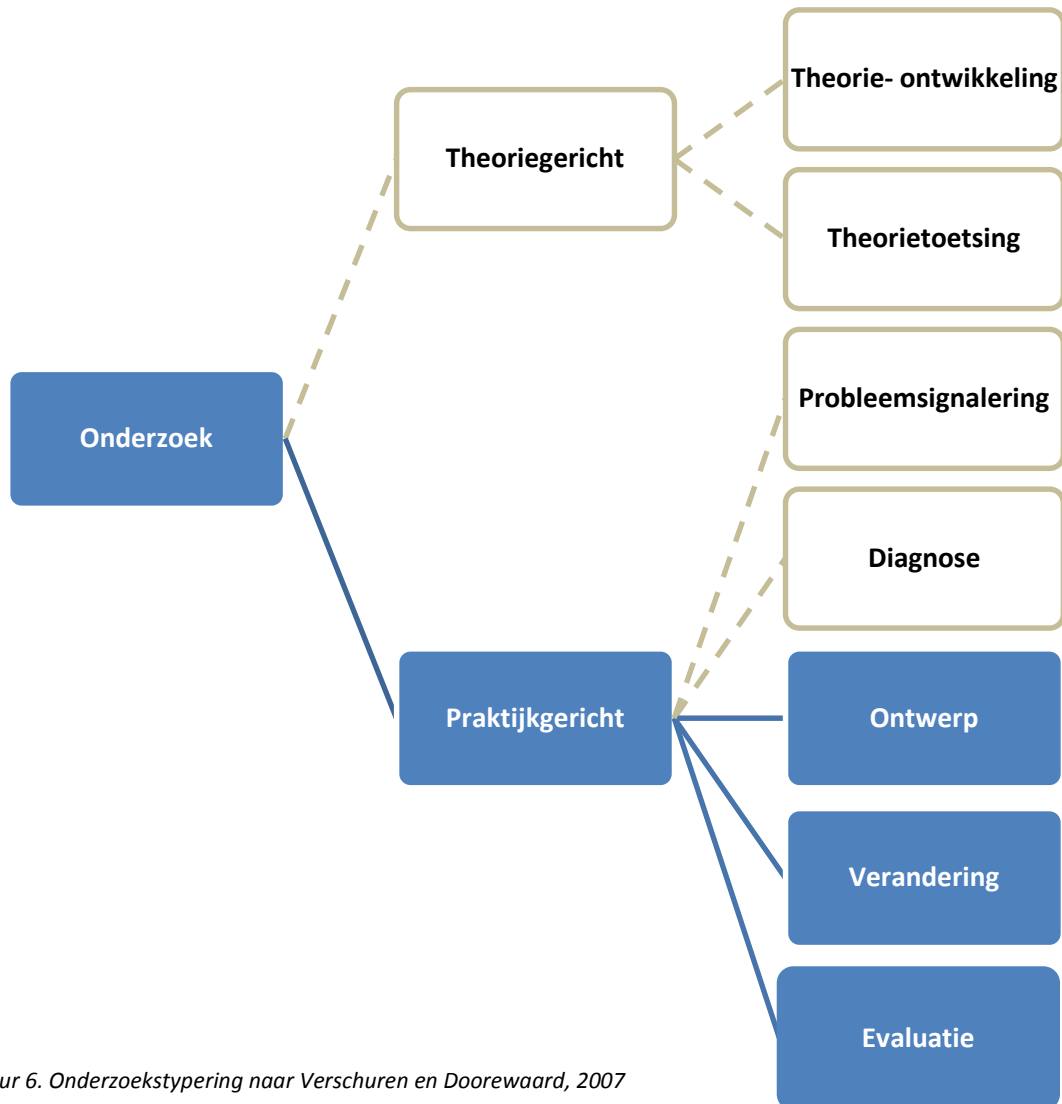 Theorie- ontwikkeling
Theoriegericht
Theorietoetsing
Probleemsignalering
Onderzoek
Diagnose
Praktijkgericht
Ontwerp
Verandering
Evaluatie
ur 6. Onderzoekstypering naar Verschuren en Doorewaard, 2007